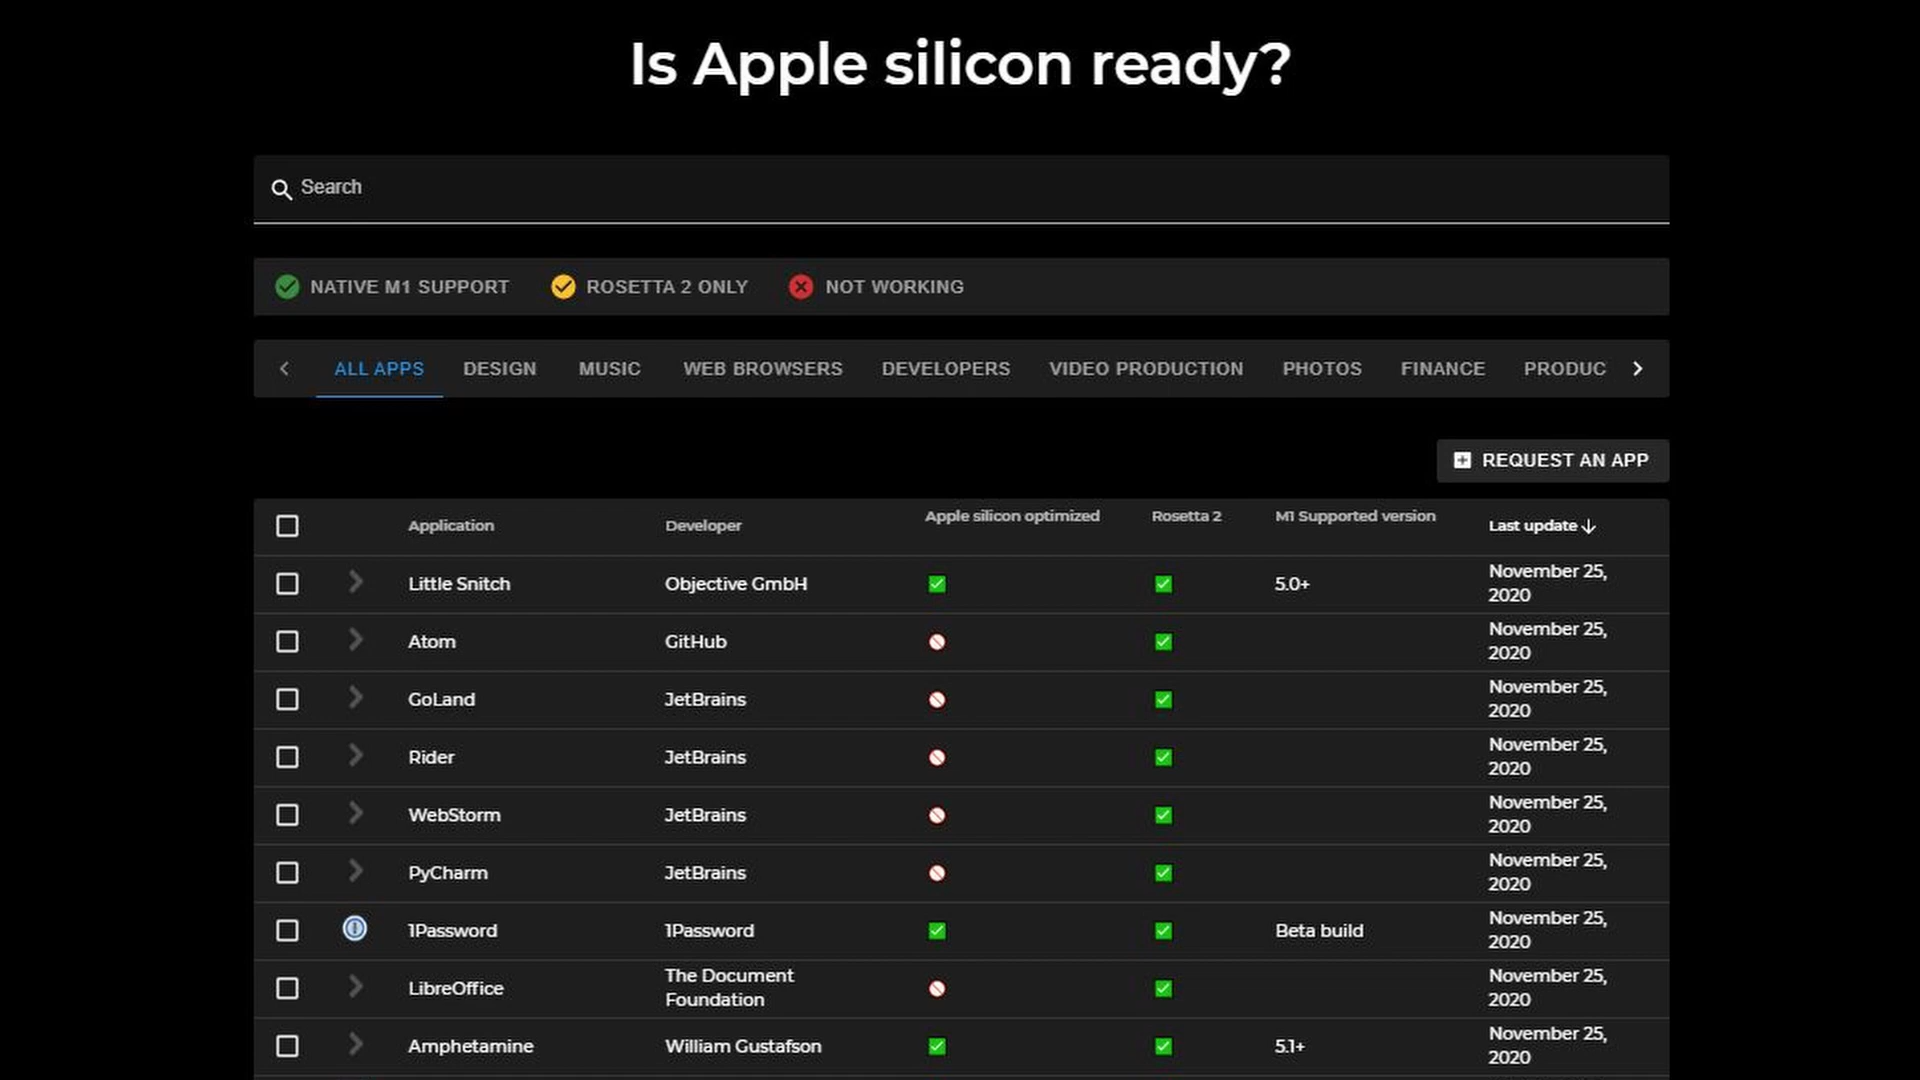 Is Apple silicon ready?
Search
NATIVE M1 SUPPORT ROSETTA 2 ONLY NOT WORKING
ALL APPS DESIGN MUSIC WEB BROWSERS DEVELOPERS VIDEO PRODUCTION PHOTOS FINANCE PRODUC
REQUEST AN APP
Application Developer Apple silicon optimized Rosetta 2 M1 Supported version Last update
Little Snitch Objective GmbH 5.0+ November 25,
2020
Atom GitHub November 25,
2020
GoLand JetBrains November 25,
2020
Rider JetBrains November 25,
2020
WebStorm JetBrains November 25,
2020
PyCharm JetBrains November 25,
2020
1Password 1Password Beta build November 25,
2020
LibreOffice The Document November 25,
Foundation 2020
Amphetamine William Gustafson 5.1+ November 25,
2020